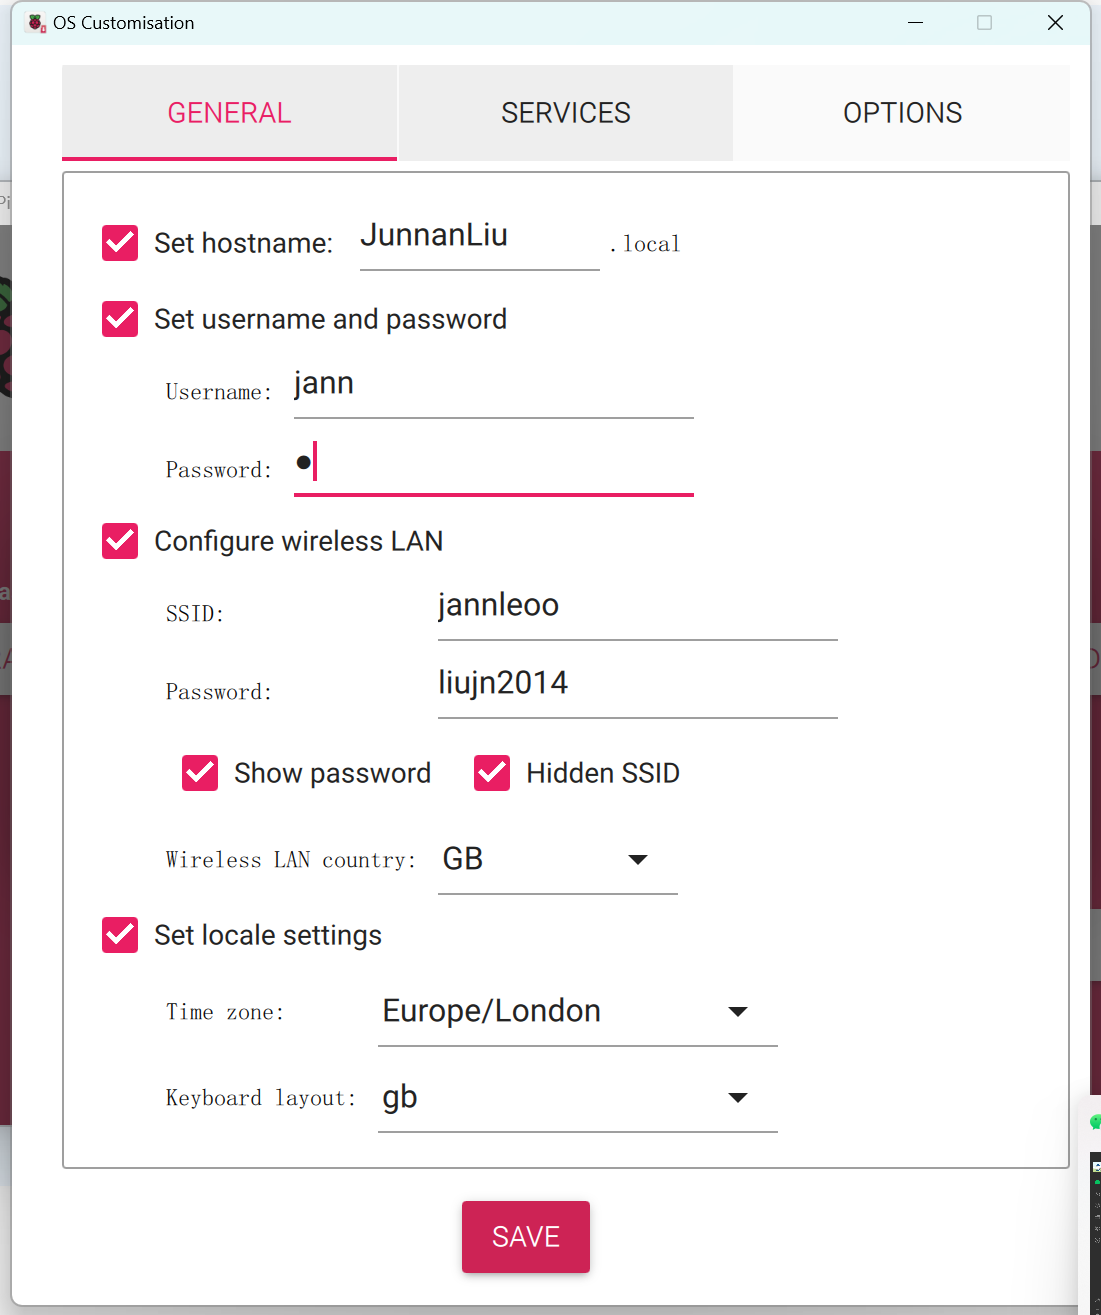 OS Customisation
GENERAL SERVICES OPTIONS
Set hostname: JunnanLiu .local
Set username and password
Username: jann
Password: ●
Configure wireless LAN
SSID: jannleoo
Password: liujn2014
Show password Hidden SSID
Wireless LAN country: GB
Set locale settings
Time zone: Europe/London
Keyboard layout: gb
SAVE